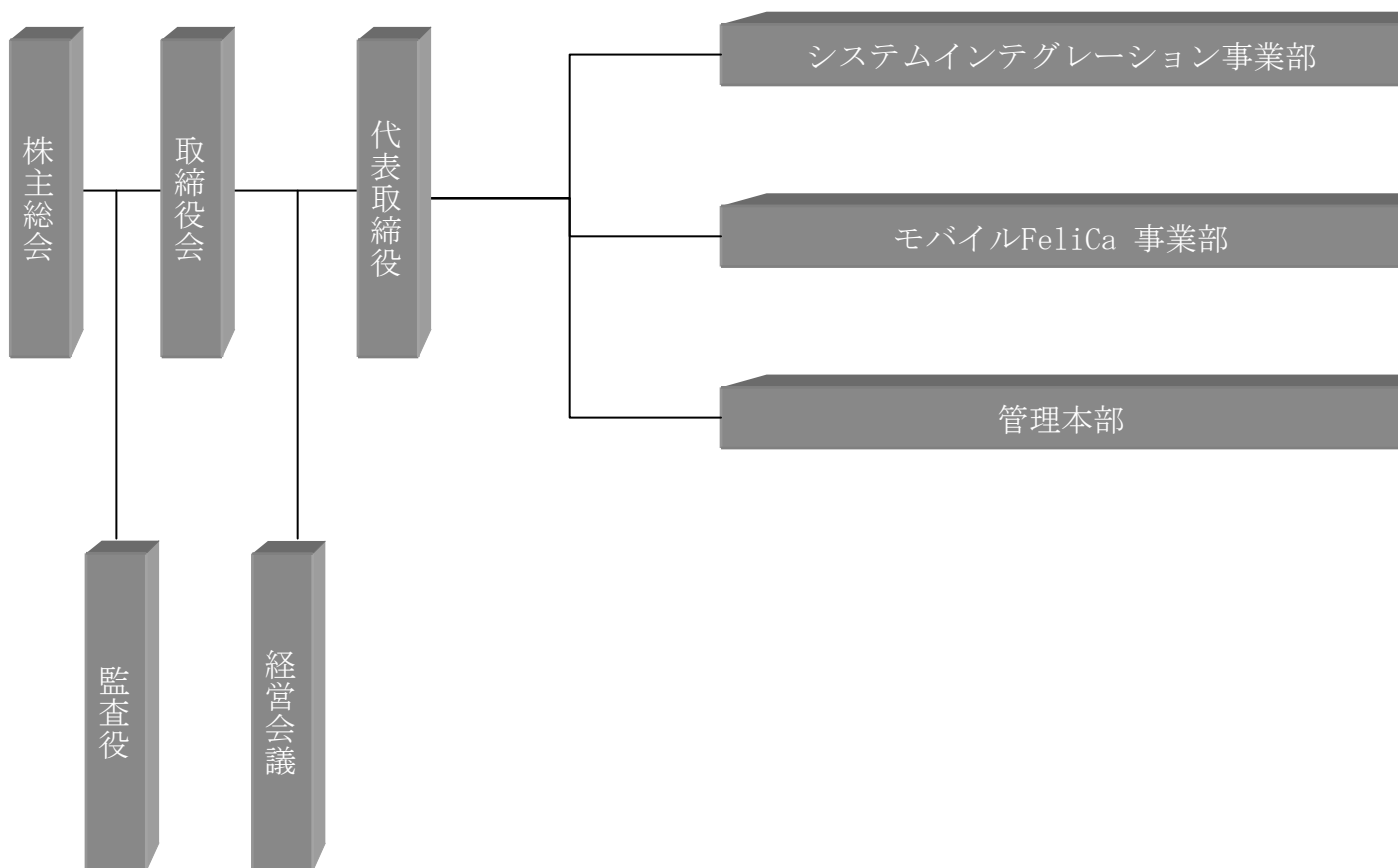 株主総会
取締役会
代表取締役
システムインテグレーション事業部
モバイルFeliCa 事業部
管理本部
監査役
経営会議